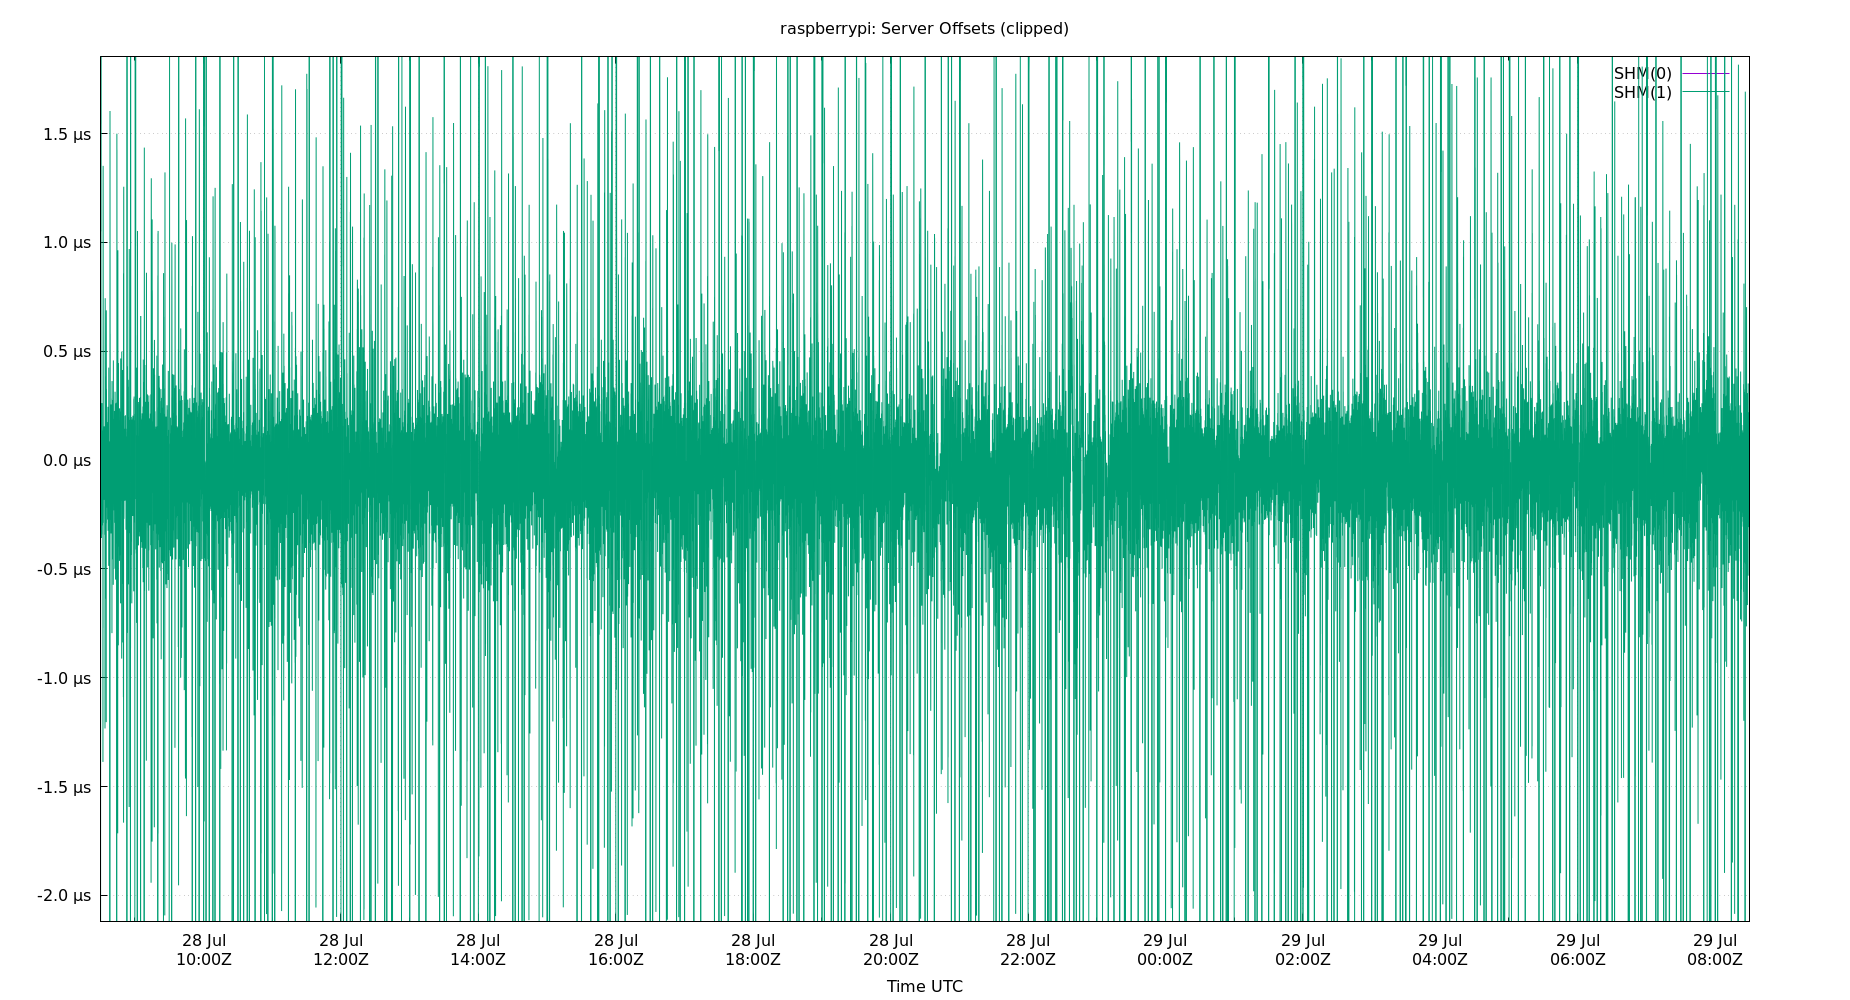 raspberrypi: Server Offsets (clipped)
SHM(0)
SHM(1)
1.5 µs
1.0 µs
0.5 µs
0.0 µs
-0.5 µs
-1.0 µs
-1.5 µs
-2.0 µs
28 Jul 28 Jul 28 Jul 28 Jul 28 Jul 28 Jul 28 Jul 29 Jul 29 Jul 29 Jul 29 Jul 29 Jul
10:00Z 12:00Z 14:00Z 16:00Z 18:00Z 20:00Z 22:00Z 00:00Z 02:00Z 04:00Z 06:00Z 08:00Z
Time UTC